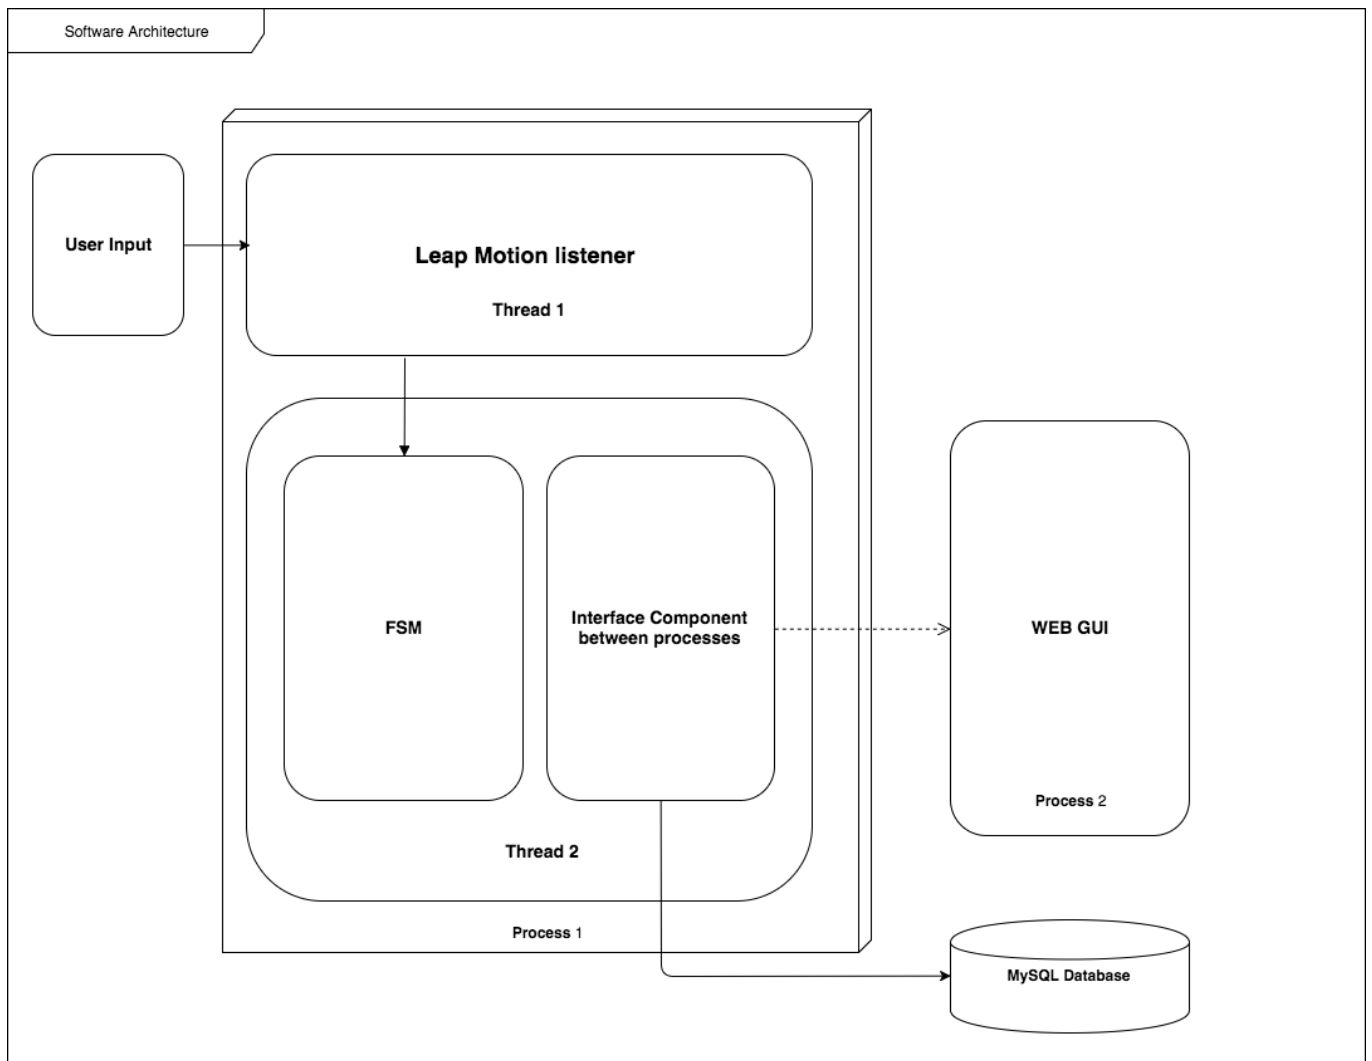 Software Architecture
User Input
Leap Motion listener
Thread 1
FSM
Interface Component
between processes
WEB GUI
Process 2
Thread 2
Process 1
MySQL Database